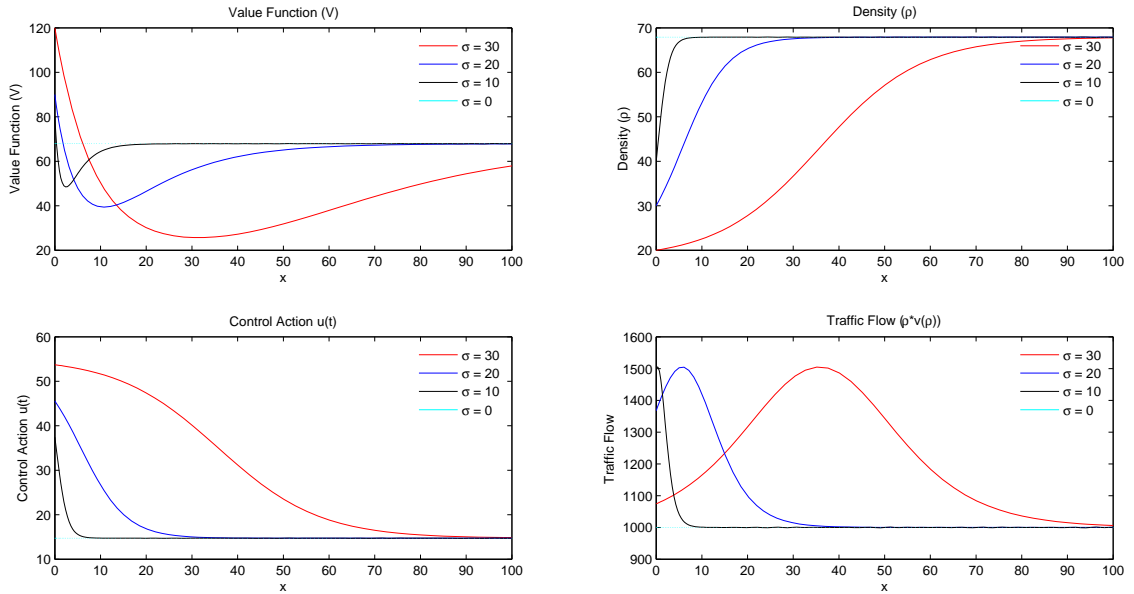 Value Function (V)
120
100
80
60
40
20
Value Function (V)
0 10 20 30 40 50 60 70 80 90 100
x
σ = 30
σ = 20
σ = 10
σ = 0
Density (ρ)
70
60
50
40
30
20
Density (ρ)
0 10 20 30 40 50 60 70 80 90 100
x
σ = 30
σ = 20
σ = 10
σ = 0
Control Action u(t)
60
50
40
30
20
10
Control Action u(t)
0 10 20 30 40 50 60 70 80 90 100
x
σ = 30
σ = 20
σ = 10
σ = 0
Traffic Flow (ρ*v(ρ))
1600
1500
1400
1300
1200
1100
1000
900
Traffic Flow
0 10 20 30 40 50 60 70 80 90 100
x
σ = 30
σ = 20
σ = 10
σ = 0